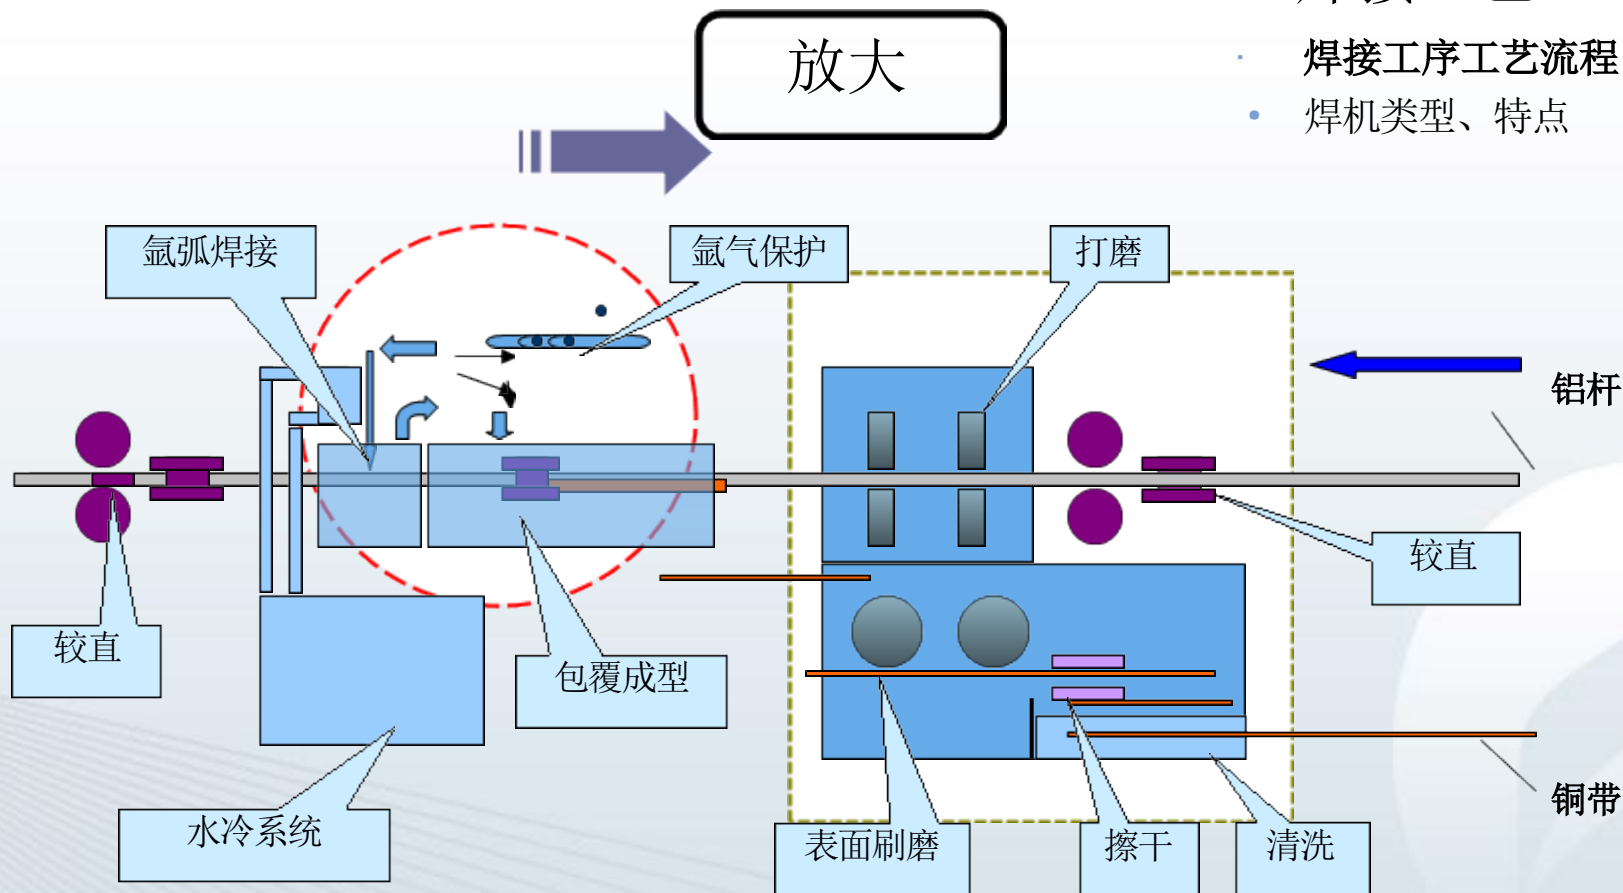 放大
焊接工序工艺流程
焊机类型、特点
氩弧焊接
氩气保护
打磨
铝杆
较直
较直
包覆成型
铜带
水冷系统
表面刷磨
擦干
清洗